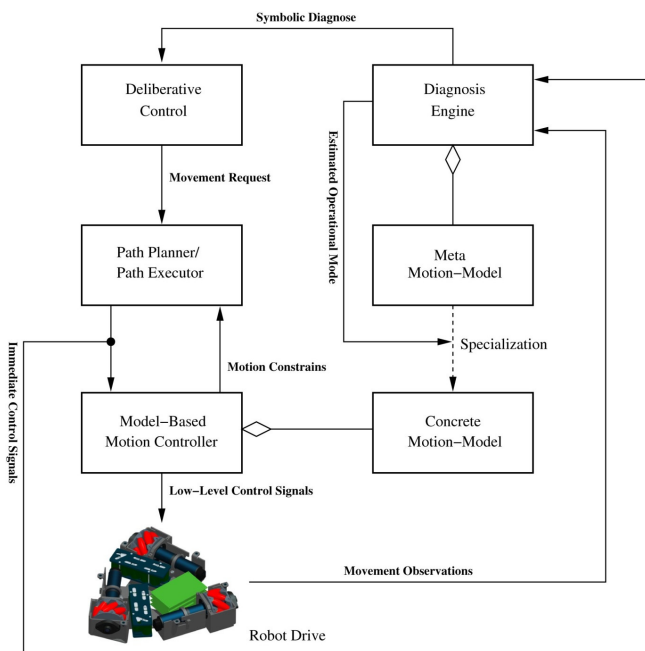 Symbolic Diagnose
Deliberative
Control
Diagnosis
Engine
Estimated Operational Mode
Movement Request
Path Planner/
Path Executor
Meta
Motion-Model
Specialization
Immediate Control Signals
Motion Constrains
Model-Based
Motion Controller
Concrete
Motion-Model
Low-Level Control Signals
Movement Observations
Robot Drive